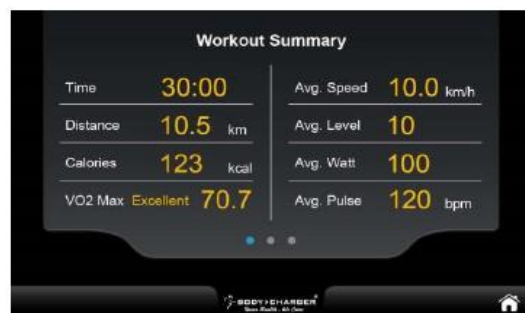 Workout Summary
Time 30:00
Distance 10.5 km
Calories 123 kcal
VO2 Max Excellent 70.7
Avg. Speed 10.0 km/h
Avg. Level 10
Avg. Watt 100
Avg. Pulse 120 bpm
BODY CHARGER